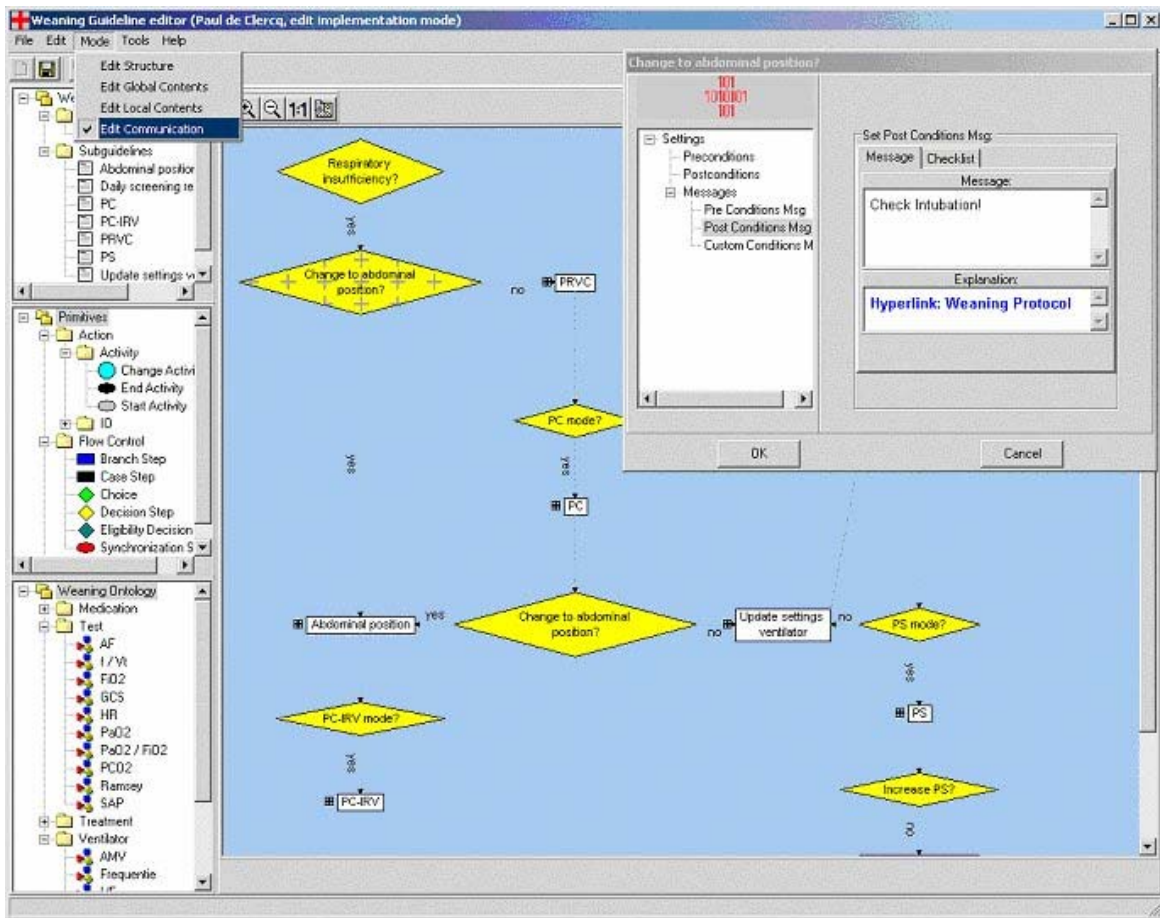 Weaning Guideline editor (Paul de Clercq, edit implementation mode)
File Edit Mode Tools Help
Edit Structure
Edit Global Contents
Edit Local Contents
Edit Communication
1:1
We
Subguidelines
Abdominal position
Daily screening re
PC
PC-IRV
PRVC
PS
Update settings v
Primitives
Action
Activity
Change Activi
End Activity
Start Activity
IO
Flow Control
Branch Step
Case Step
Choice
Decision Step
Eligibility Decision
Synchronization S
Weaning Ontology
Medication
Test
AF
f / Vt
FiO2
GCS
HR
PaO2
PaO2 / FiO2
PCO2
Ramsey
SAP
Treatment
Ventilator
AMV
Frequentie
Respiratory
insufficiency?
yes
Change to abdominal
position?
no
PRVC
PC mode?
yes
yes
PC
Abdominal position
yes
Change to abdominal
position?
no
Update settings
ventilator
no
PS mode?
yes
PS
PC-IRV mode?
yes
PC-IRV
Increase PS?
no
Change to abdominal position?
101
1010101
101
Settings
Preconditions
Postconditions
Messages
Pre Conditions Msg
Post Conditions Msg
Custom Conditions M
Set Post Conditions Msg:
Message Checklist
Message:
Check Intubation!
Explanation:
Hyperlink: Weaning Protocol
OK
Cancel